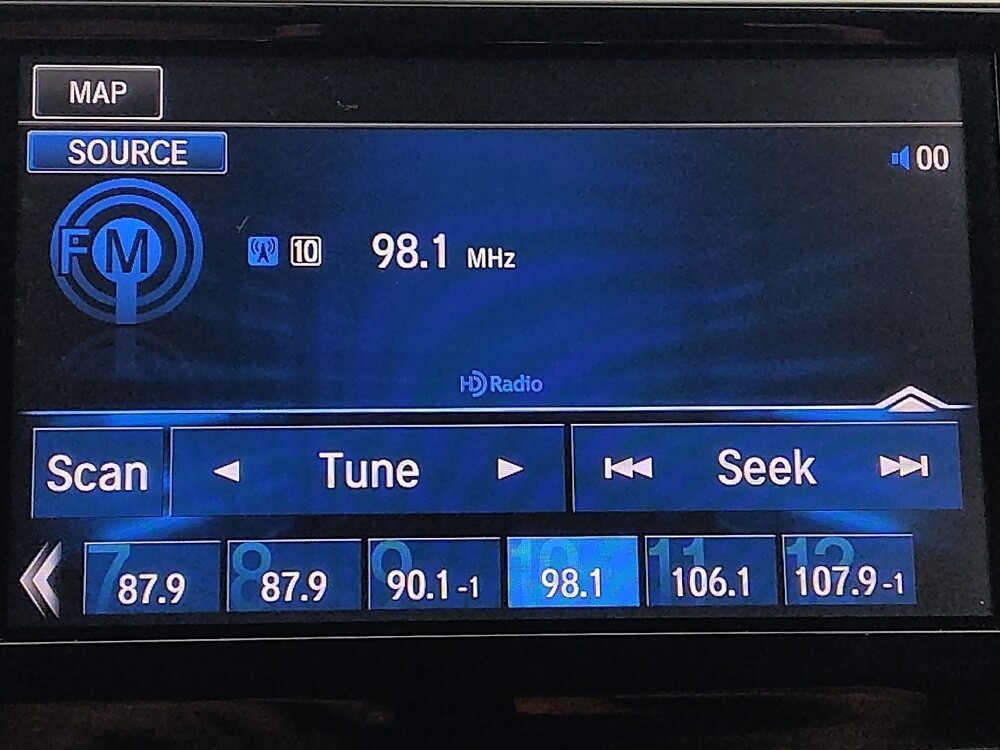 MAP
SOURCE
00
FM
10 98.1 MHz
HD Radio
Scan Tune Seek
7 8 9 10 11 12
87.9 87.9 90.1-1 98.1 106.1 107.9-1